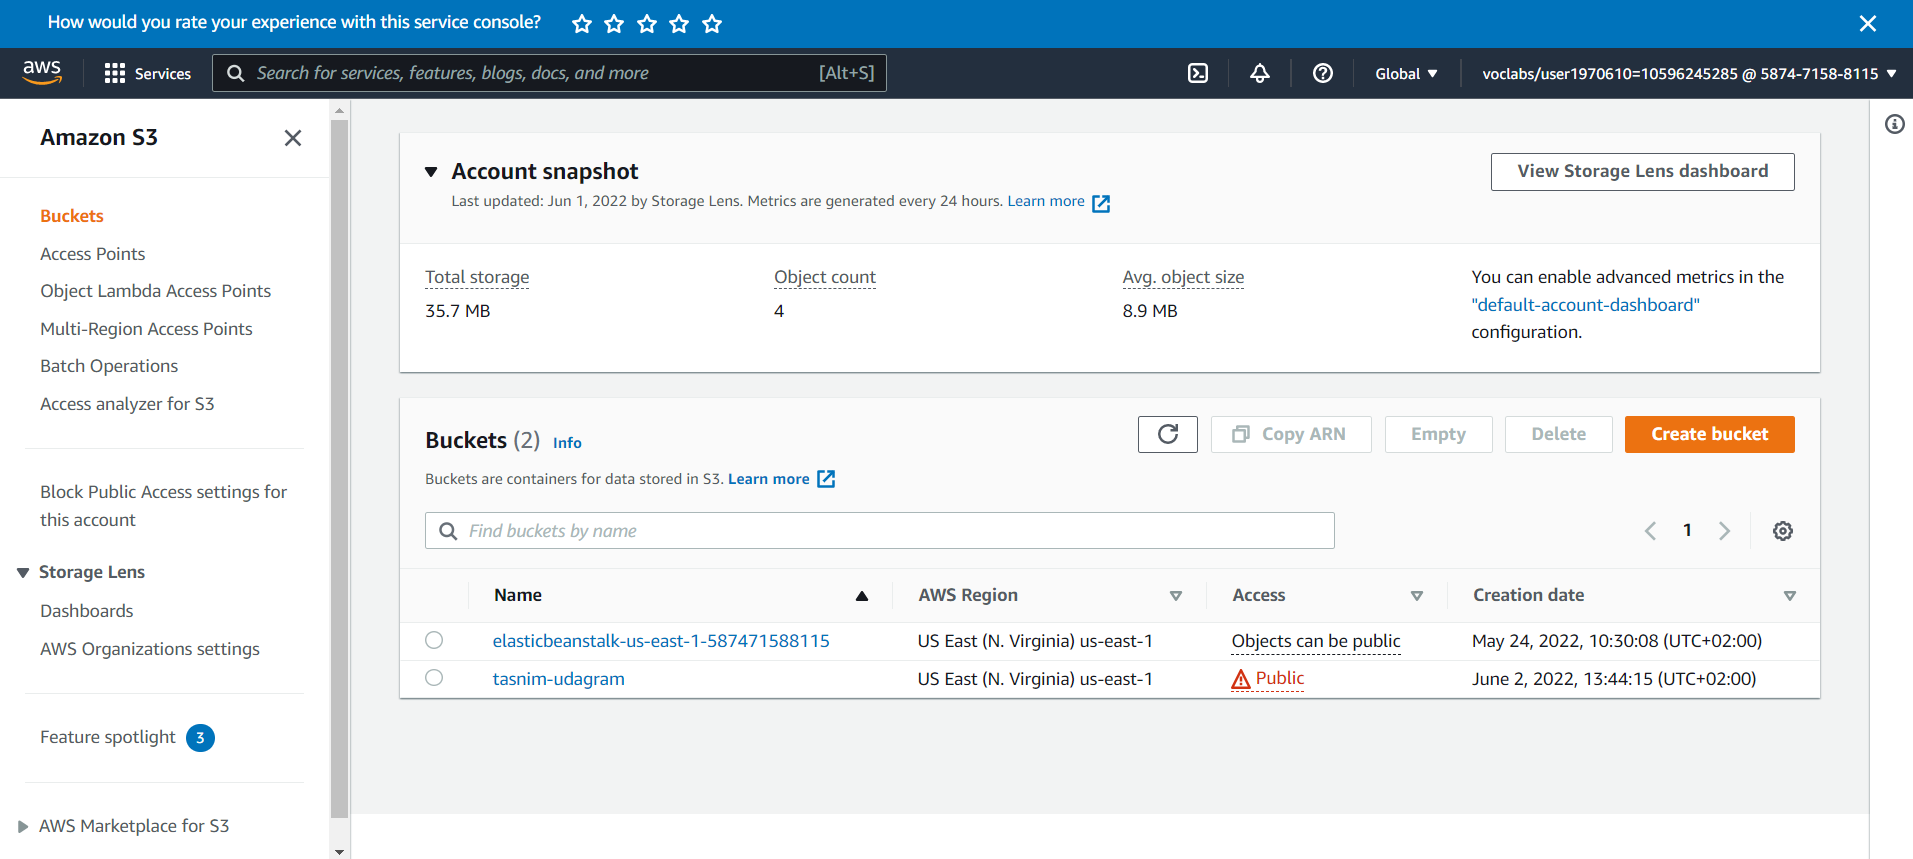 How would you rate your experience with this service console?
aws
Services
Search for services, features, blogs, docs, and more [Alt+S]
Global
voclabs/user1970610=10596245285 @ 5874-7158-8115
Amazon S3
Buckets
Access Points
Object Lambda Access Points
Multi-Region Access Points
Batch Operations
Access analyzer for S3
Block Public Access settings for
this account
Storage Lens
Dashboards
AWS Organizations settings
Feature spotlight 3
AWS Marketplace for S3
Account snapshot
Last updated: Jun 1, 2022 by Storage Lens. Metrics are generated every 24 hours. Learn more
View Storage Lens dashboard
Total storage
35.7 MB
Object count
4
Avg. object size
8.9 MB
You can enable advanced metrics in the
"default-account-dashboard"
configuration.
Buckets (2) Info
Copy ARN
Empty
Delete
Create bucket
Buckets are containers for data stored in S3. Learn more
Find buckets by name
1
Name AWS Region Access Creation date
elasticbeanstalk-us-east-1-587471588115 US East (N. Virginia) us-east-1 Objects can be public May 24, 2022, 10:30:08 (UTC+02:00)
tasnim-udagram US East (N. Virginia) us-east-1 Public June 2, 2022, 13:44:15 (UTC+02:00)